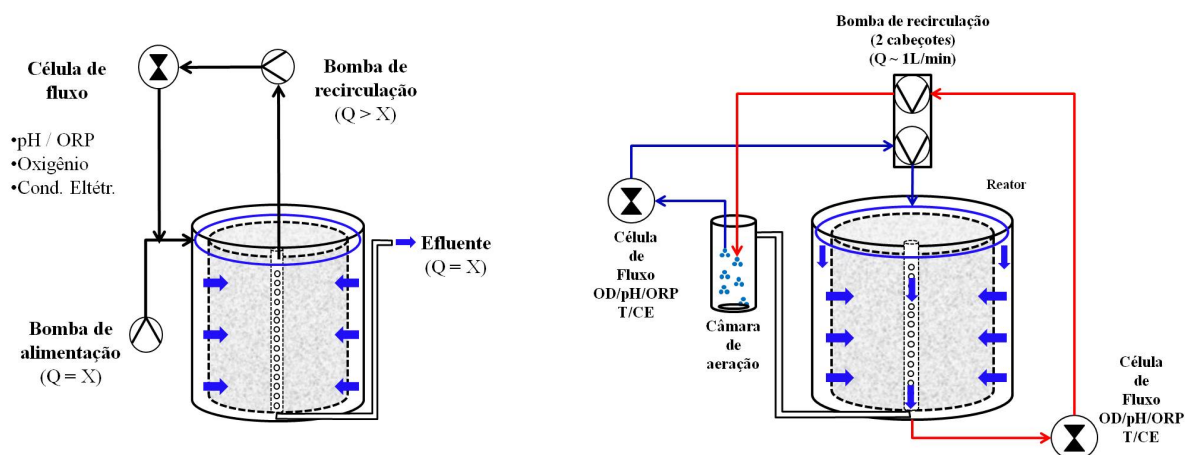 Célula de
fluxo
Bomba de
recirculação
(Q > X)
•pH / ORP
•Oxigênio
•Cond. Eltétr.
Efluente
(Q = X)
Bomba de
alimentação
(Q = X)
Bomba de recirculação
(2 cabeçotes)
(Q ~ 1L/min)
Reator
Célula
de
Fluxo
OD/pH/ORP
T/CE
Câmara
de
aeração
Célula
de
Fluxo
OD/pH/ORP
T/CE